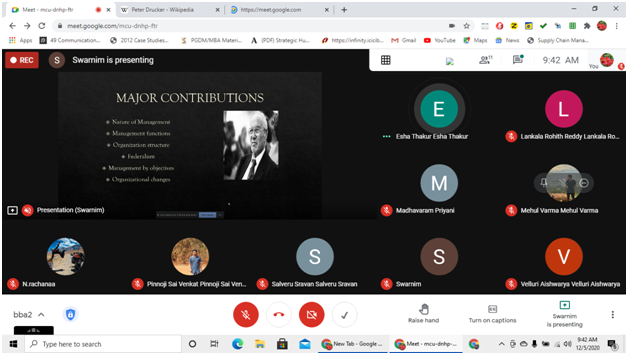 Meet - mcu-dnhp-ftr
Peter Drucker - Wikipedia
https://meet.google.com/
meet.google.com/mcu-dnhp-ftr
Apps
49 Communication...
2012 Case Studies...
PGDM/MBA Materi...
(PDF) Strategic Hu...
https://infinity.icicib...
Gmail
YouTube
Maps
News
Supply Chain Mana...
REC
S
Swarnim is presenting
11
9:42 AM
You
MAJOR CONTRIBUTIONS
Nature of Management
Management functions
Organization structure
Federalism
Management by objectives
Organizational changes
Presentation (Swarnim)
E
Esha Thakur Esha Thakur
L
Lankala Rohith Reddy Lankala Ro...
M
Madhavaram Priyani
Mehul Varma Mehul Varma
N.rachanaa
Pinnoji Sai Venkat Pinnoji Sai Ven...
S
Salveru Sravan Salveru Sravan
S
Swarnim
V
Velluri Aishwarya Velluri Aishwarya
bba2
Raise hand
Turn on captions
Swarnim
is presenting
Type here to search
New Tab - Google ...
Meet - mcu-dnhp-...
9:42 AM
12/5/2020